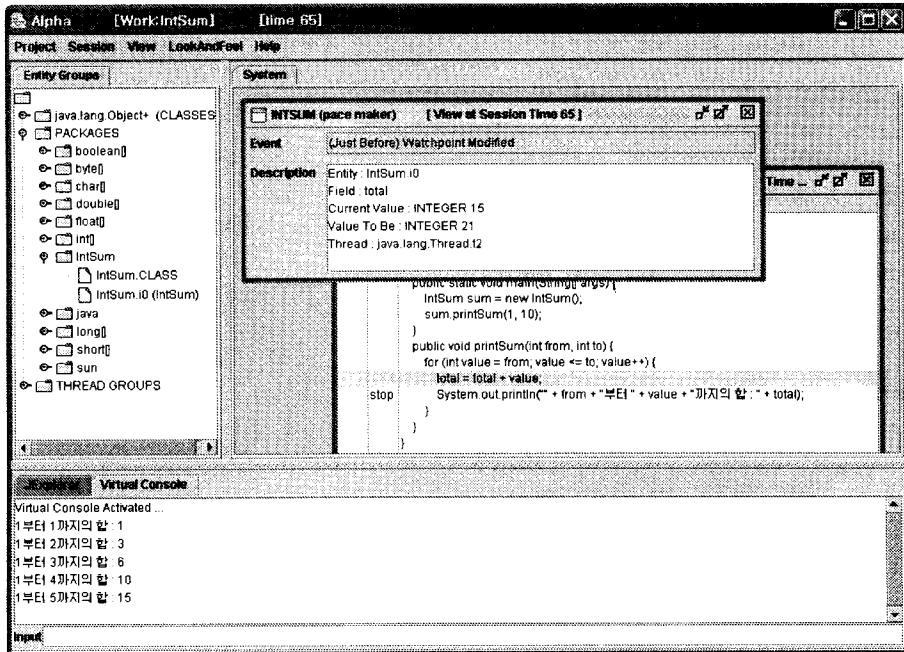 Alpha [Work:IntSum] [time 65]
Project Session View LookAndFeel Help
Entity Groups
System
java.lang.Object+ (CLASSES
PACKAGES
boolean[]
byte[]
char[]
double[]
float[]
int[]
IntSum
IntSum.CLASS
IntSum.i0 (IntSum)
java
long[]
short[]
sun
THREAD GROUPS
INTSUM (pace maker) [ View at Session Time 65 ]
Event (Just Before) Watchpoint Modified
Description
Entity : IntSum.i0
Field : total
Current Value : INTEGER 15
Value To Be : INTEGER 21
Thread : java.lang.Thread.t2
Time ...
public static void main(String[] args) {
IntSum sum = new IntSum();
sum.printSum(1, 10);
}
public void printSum(int from, int to) {
for (int value = from; value <= to; value++) {
total = total + value;
stop System.out.println("" + from + "부터 " + value + "까지의 합 : " + total);
}
}
}
Virtual Console
Virtual Console Activated ...
1부터 1까지의 합 : 1
1부터 2까지의 합 : 3
1부터 3까지의 합 : 6
1부터 4까지의 합 : 10
1부터 5까지의 합 : 15
Input